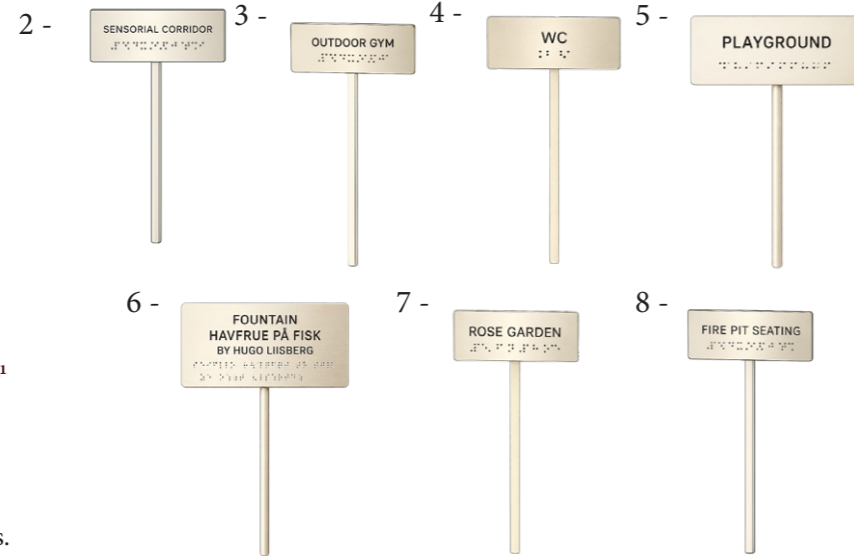 2 -
SENSORIAL CORRIDOR
3 -
OUTDOOR GYM
4 -
WC
5 -
PLAYGROUND
6 -
FOUNTAIN
HAVFRUE PÅ FISK
BY HUGO LIISBERG
7 -
ROSE GARDEN
8 -
FIRE PIT SEATING
1
s.